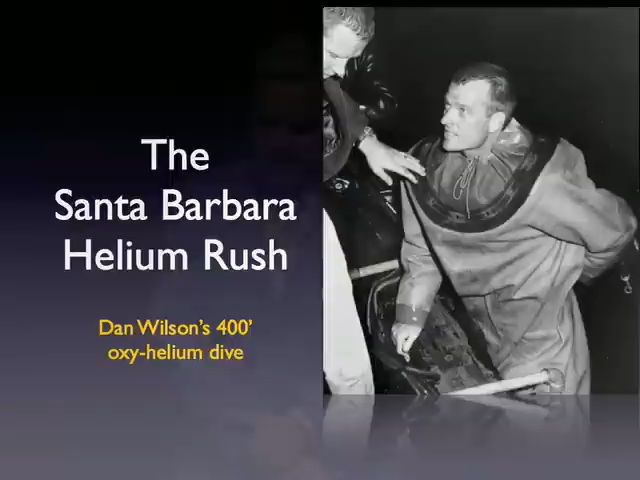 The
Santa Barbara
Helium Rush
Dan Wilson's 400'
oxy-helium dive